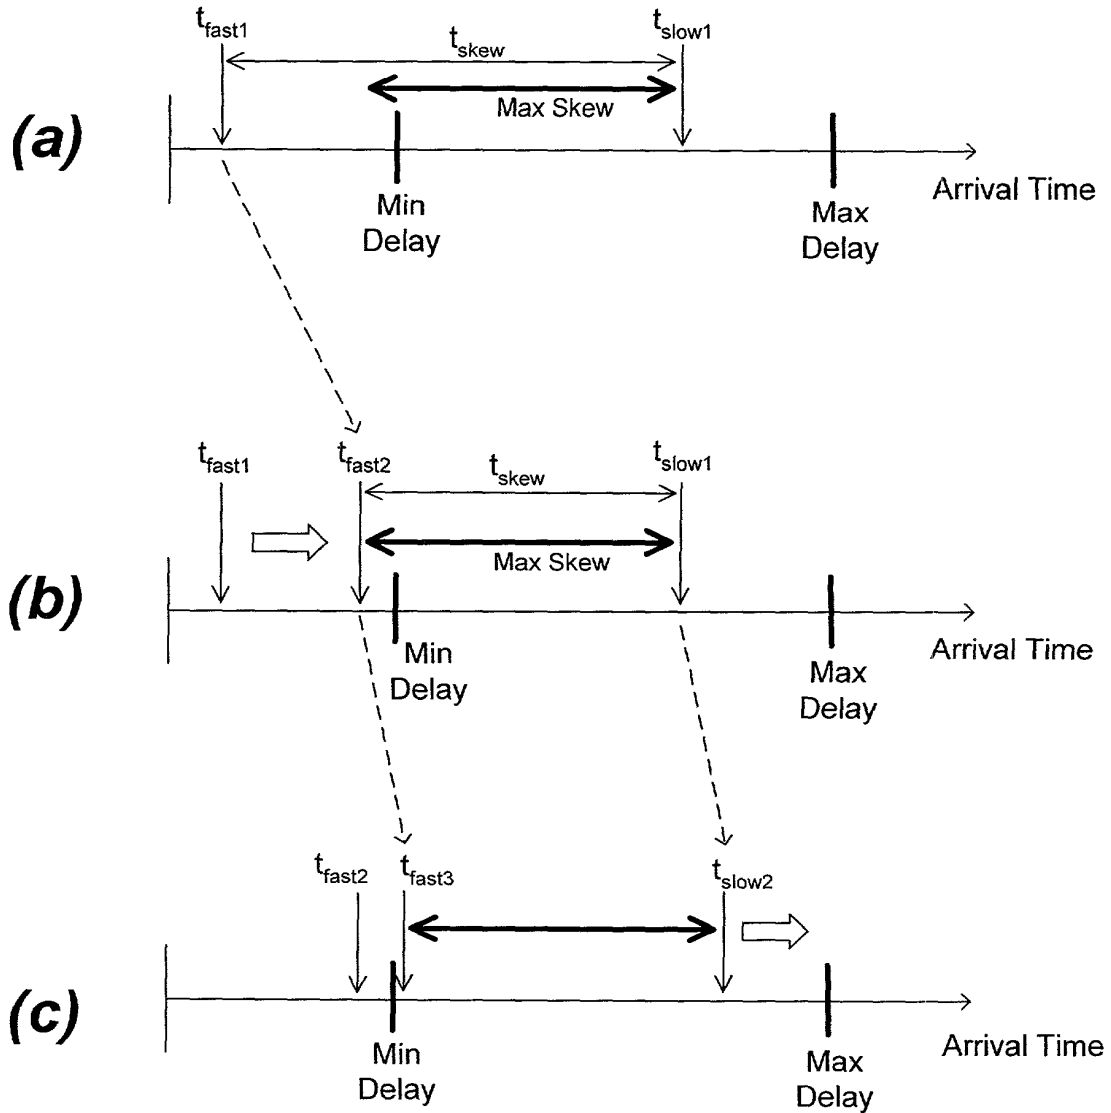 t_fast1
t_slow1
t_skew
Max Skew
(a)
Min
Delay
Max
Delay
Arrival Time
t_fast1
t_fast2
t_skew
t_slow1
Max Skew
(b)
Min
Delay
Max
Delay
Arrival Time
t_fast2
t_fast3
t_slow2
(c)
Min
Delay
Max
Delay
Arrival Time